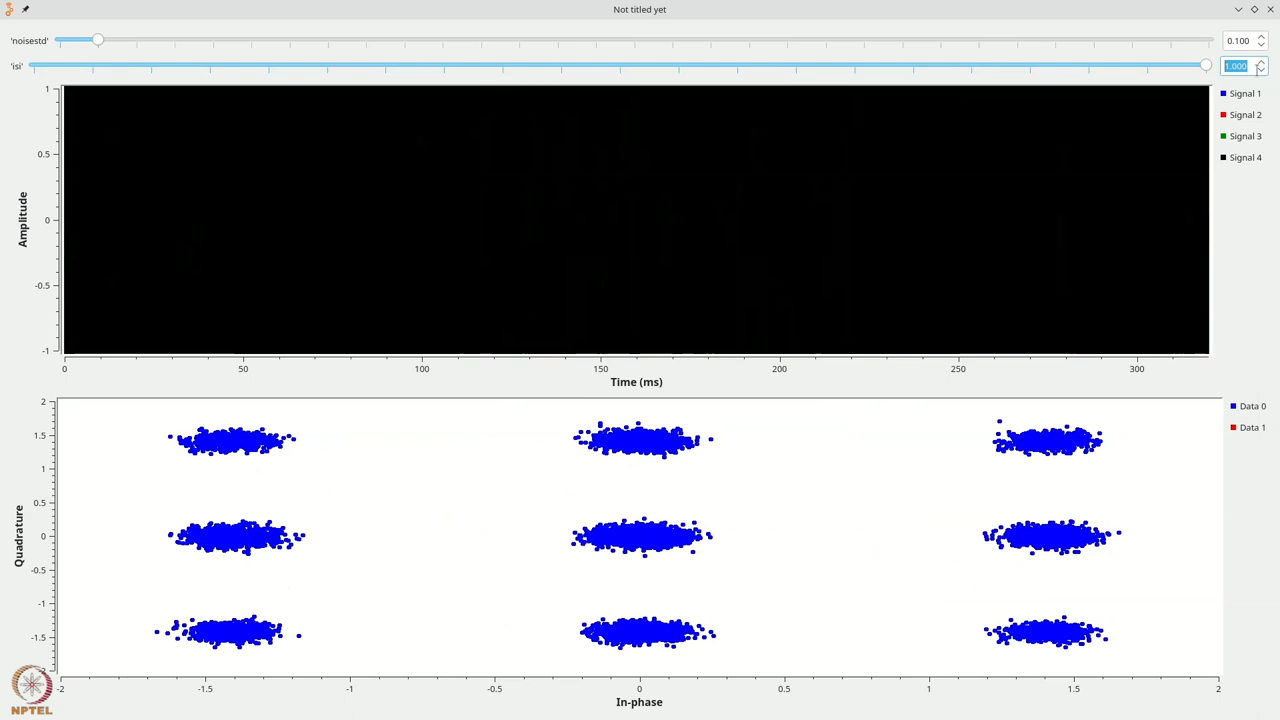 Not titled yet
'noisestd'
0.100
'isi'
1.000
Signal 1
Signal 2
Signal 3
Signal 4
Amplitude
1
0.5
0
-0.5
-1
0
50
100
150
200
250
300
Time (ms)
Data 0
Data 1
Quadrature
2
1.5
1
0.5
0
-0.5
-1
-1.5
-2
-2
-1.5
-1
-0.5
0
0.5
1
1.5
2
In-phase
NPTEL